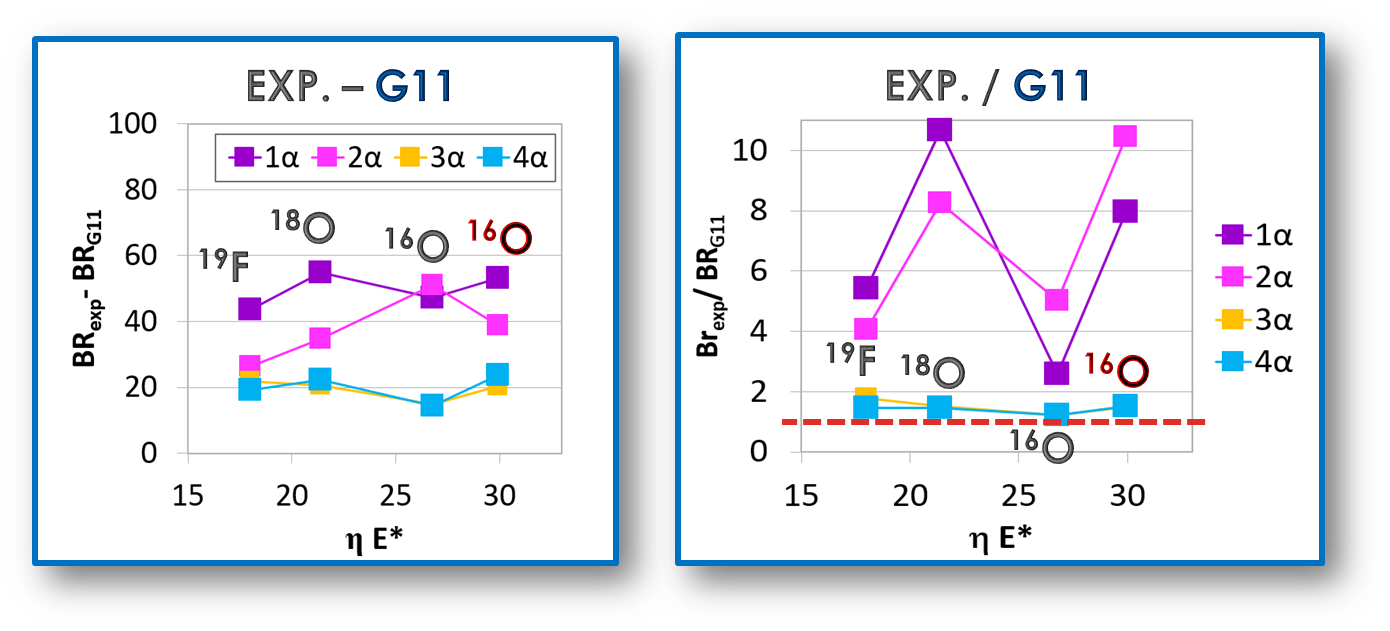 EXP. – G11
100
80
60
40
20
0
BRexp- BRG11
1α 2α 3α 4α
19F
18O
16O
16O
15 20 25 30
η E*
EXP. / G11
10
8
6
4
2
0
Brexp/ BRG11
19F
18O
16O
16O
15 20 25 30
η E*
1α
2α
3α
4α